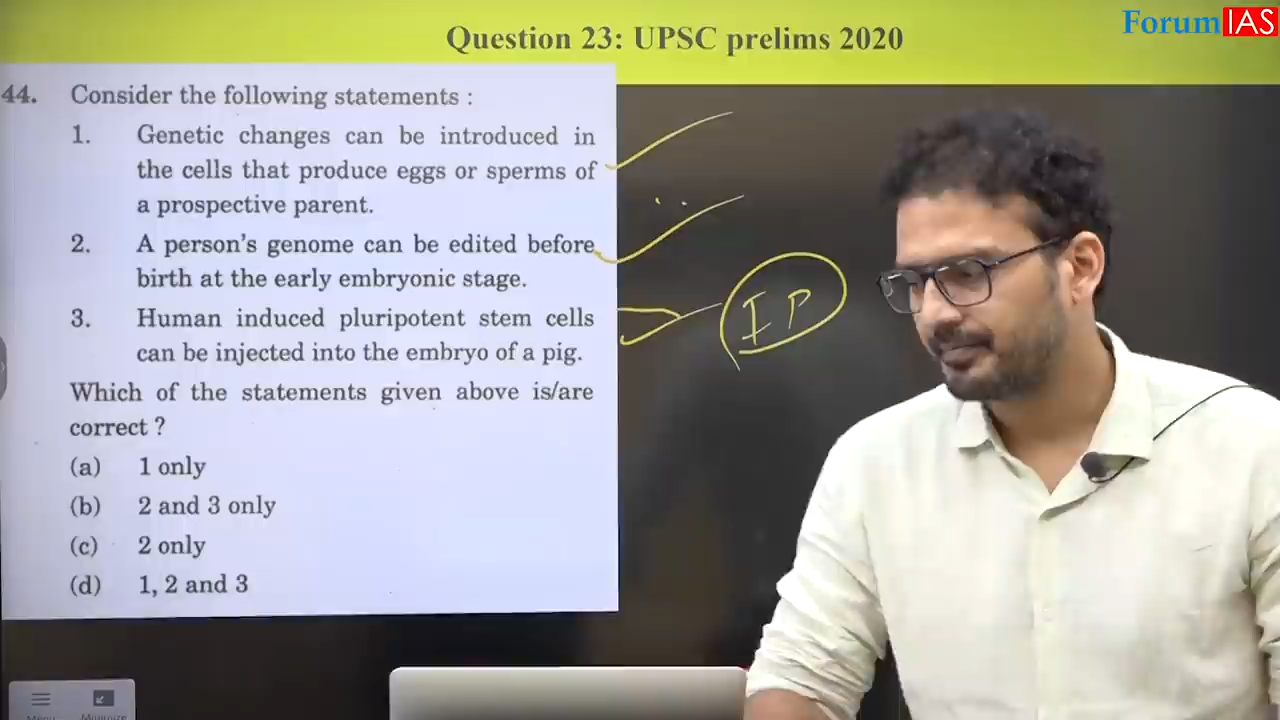 Question 23: UPSC prelims 2020
ForumIAS
44. Consider the following statements :
1. Genetic changes can be introduced in
the cells that produce eggs or sperms of
a prospective parent.
2. A person's genome can be edited before
birth at the early embryonic stage.
3. Human induced pluripotent stem cells
can be injected into the embryo of a pig.
Which of the statements given above is/are
correct ?
(a) 1 only
(b) 2 and 3 only
(c) 2 only
(d) 1, 2 and 3
IP
Menu Minimize